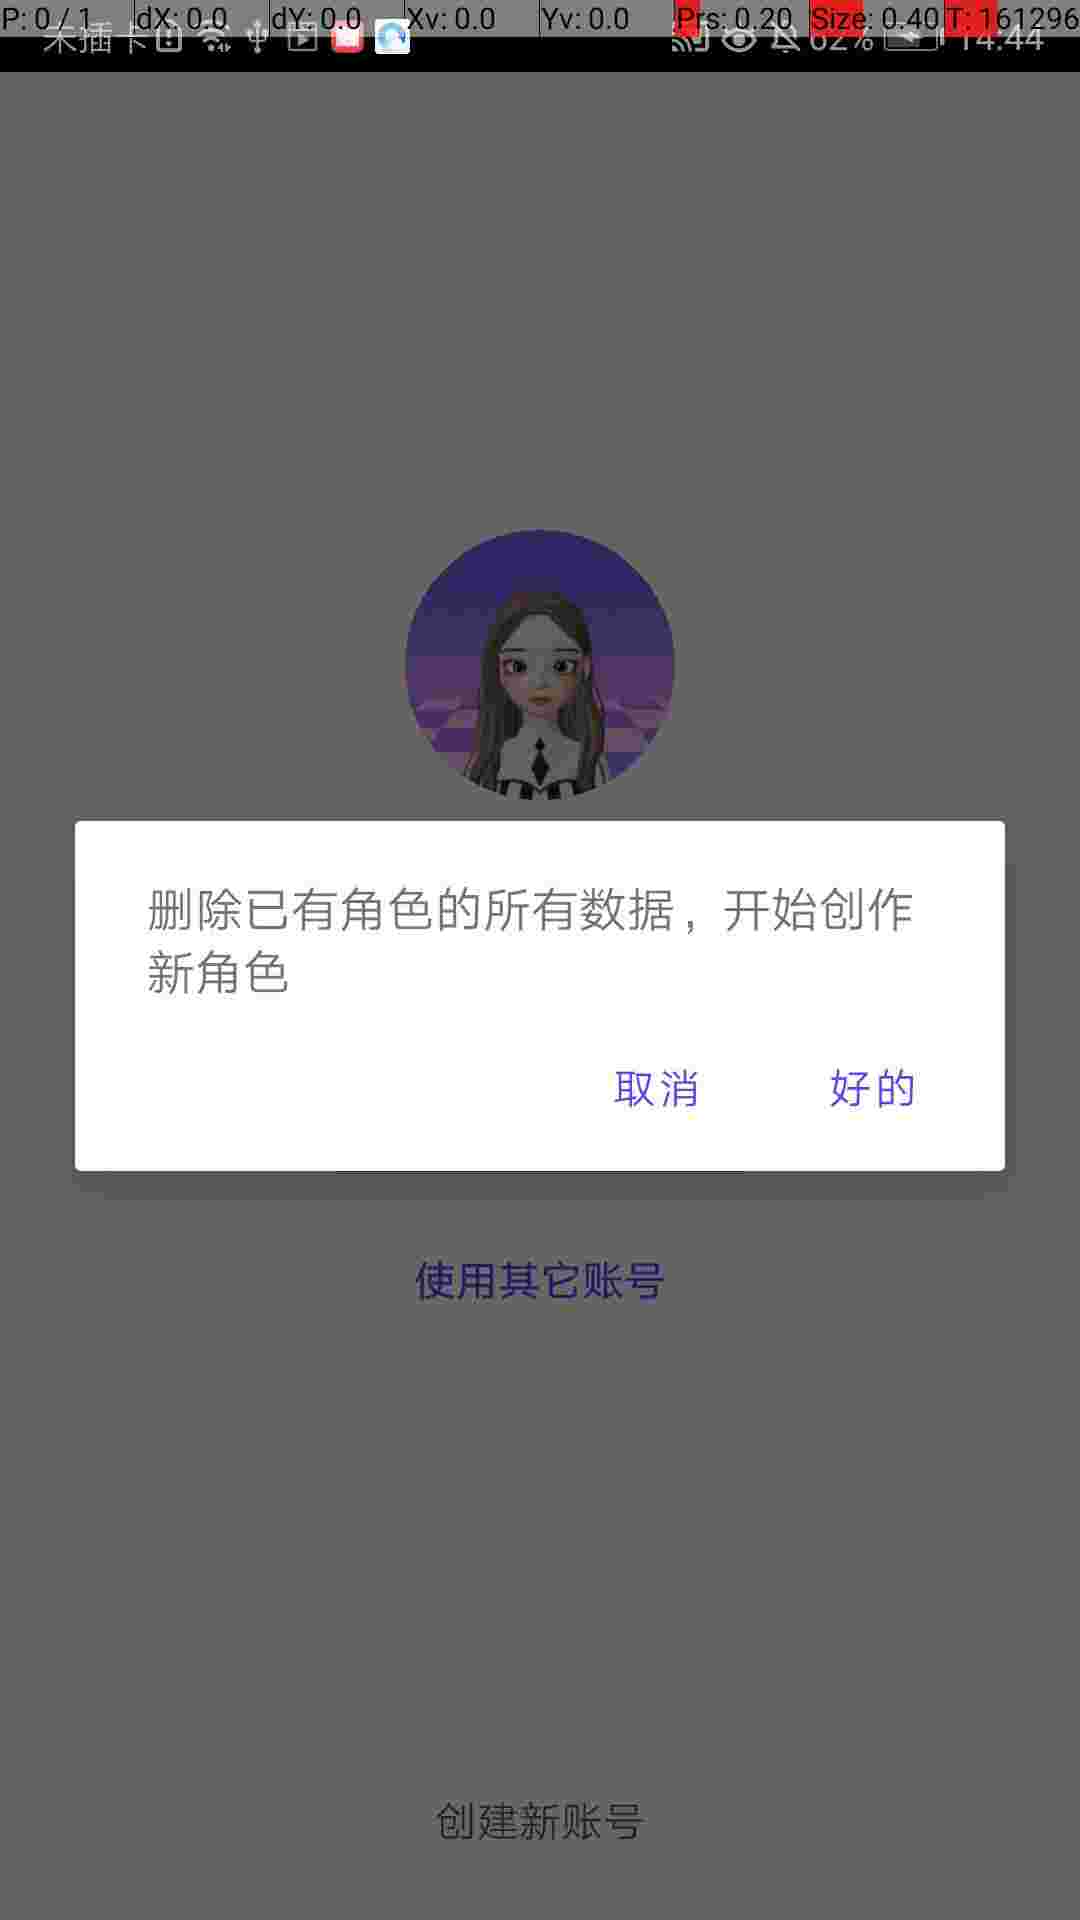 P: 0 / 1 dX: 0.0 dY: 0.0 Xv: 0.0 Yv: 0.0 Prs: 0.20 Size: 0.40 T: 161296
未插卡 62% 14:44
删除已有角色的所有数据，开始创作
新角色
取消 好的
使用其它账号
创建新账号